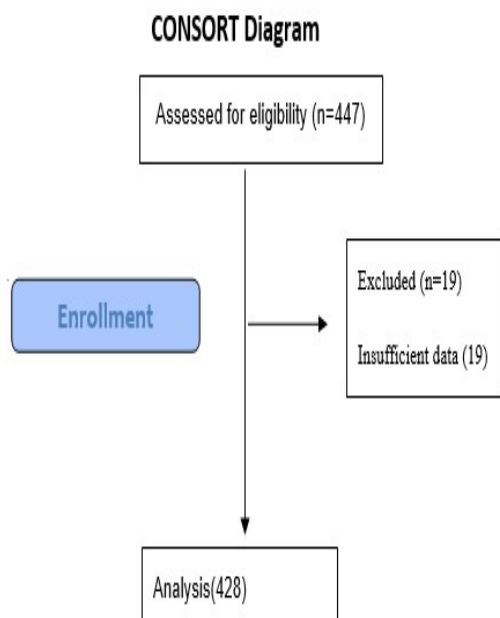 CONSORT Diagram
Assessed for eligibility (n=447)
Enrollment
Excluded (n=19)
Insufficient data (19)
Analysis(428)